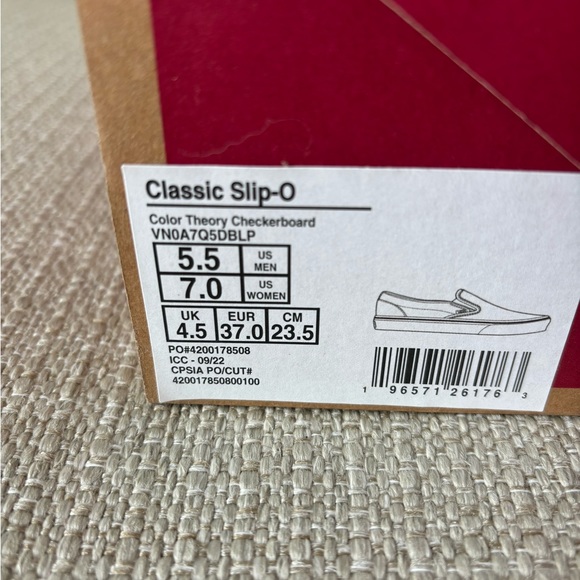 Classic Slip-O
Color Theory Checkerboard
VN0A7Q5DBLP
5.5 US MEN
7.0 US WOMEN
UK EUR CM
4.5 37.0 23.5
PO#4200178508
ICC - 09/22
CPSIA PO/CUT#
420017850800100
1 96571 26176 3